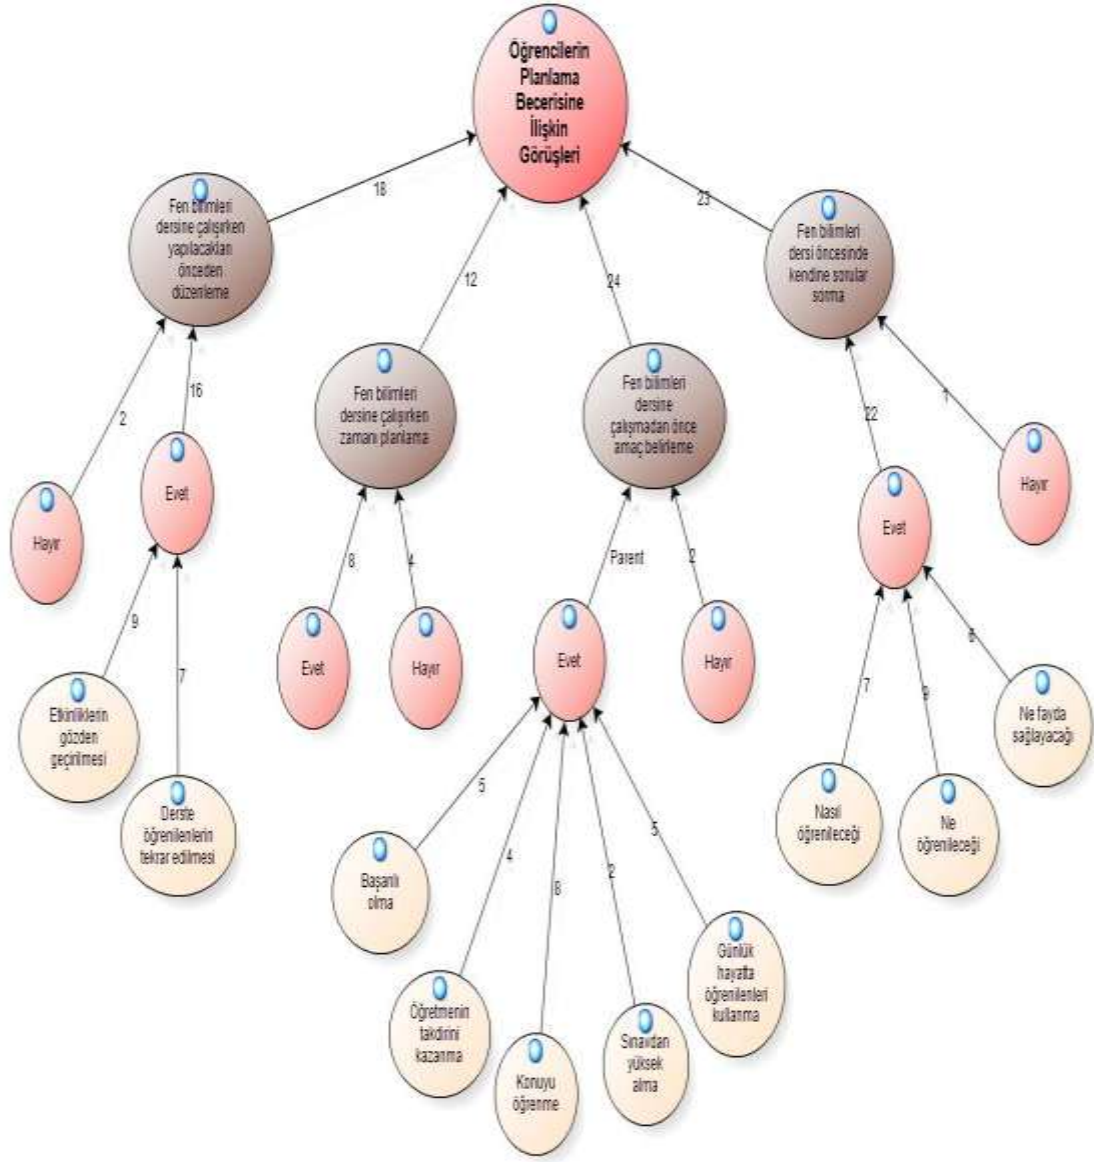 Öğrencilerin
Planlama
Becerisine
İlişkin
Görüşleri
18
12
24
23
Fen bilimleri
dersine çalışırken
yapılacakları
önceden
düzenleme
Fen bilimleri
dersi öncesinde
kendine sorular
sorma
Fen bilimleri
dersine çalışırken
zamanı planlama
Fen bilimleri
dersine
çalışmadan önce
amaç belirleme
2
16
22
1
Hayır
Evet
Evet
Hayır
8
4
Parent
2
9
7
Evet
Hayır
Evet
Hayır
7
9
6
Etkinliklerin
gözden
geçirilmesi
Derste
öğrenilenlerin
tekrar edilmesi
Ne fayda
sağlayacağı
Nasıl
öğrenileceği
Ne
öğrenileceği
5
4
8
2
5
Başarılı
olma
Öğretmenin
takdirini
kazanma
Konuyu
öğrenme
Sınavdan
yüksek
alma
Günlük
hayatta
öğrenilenleri
kullanma